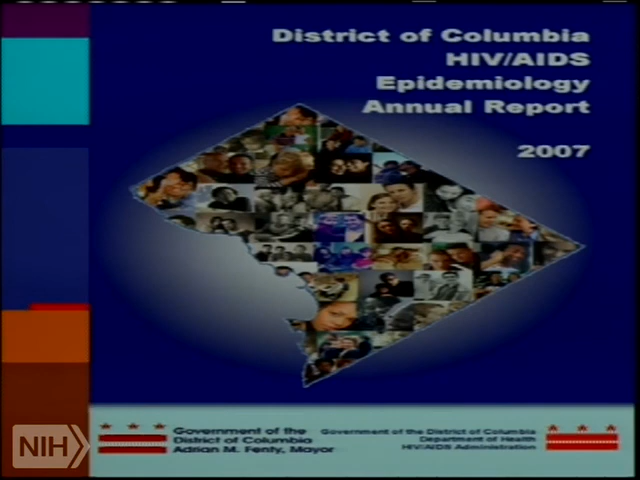 District of Columbia
HIV/AIDS
Epidemiology
Annual Report
2007
Government of the
District of Columbia
Adrian M. Fenty, Mayor
Government of the District of Columbia
Department of Health
HIV/AIDS Administration
NIH